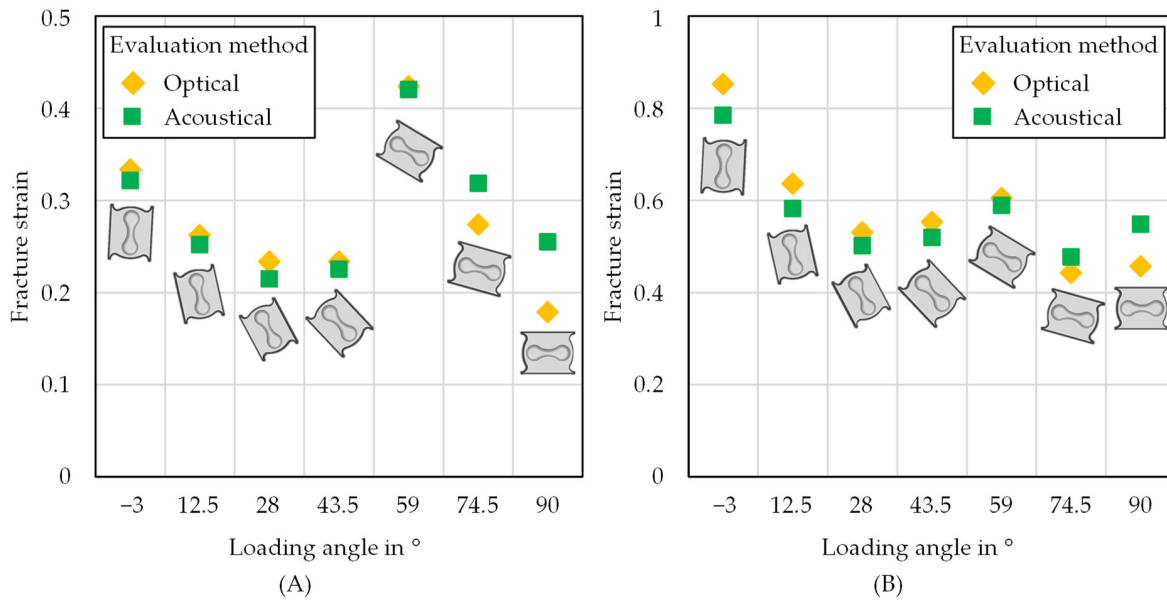 0.5
0.4
0.3
0.2
0.1
0
Fracture strain
Evaluation method
Optical
Acoustical
−3 12.5 28 43.5 59 74.5 90
Loading angle in °
(A)
1
0.8
0.6
0.4
0.2
0
Fracture strain
Evaluation method
Optical
Acoustical
−3 12.5 28 43.5 59 74.5 90
Loading angle in °
(B)